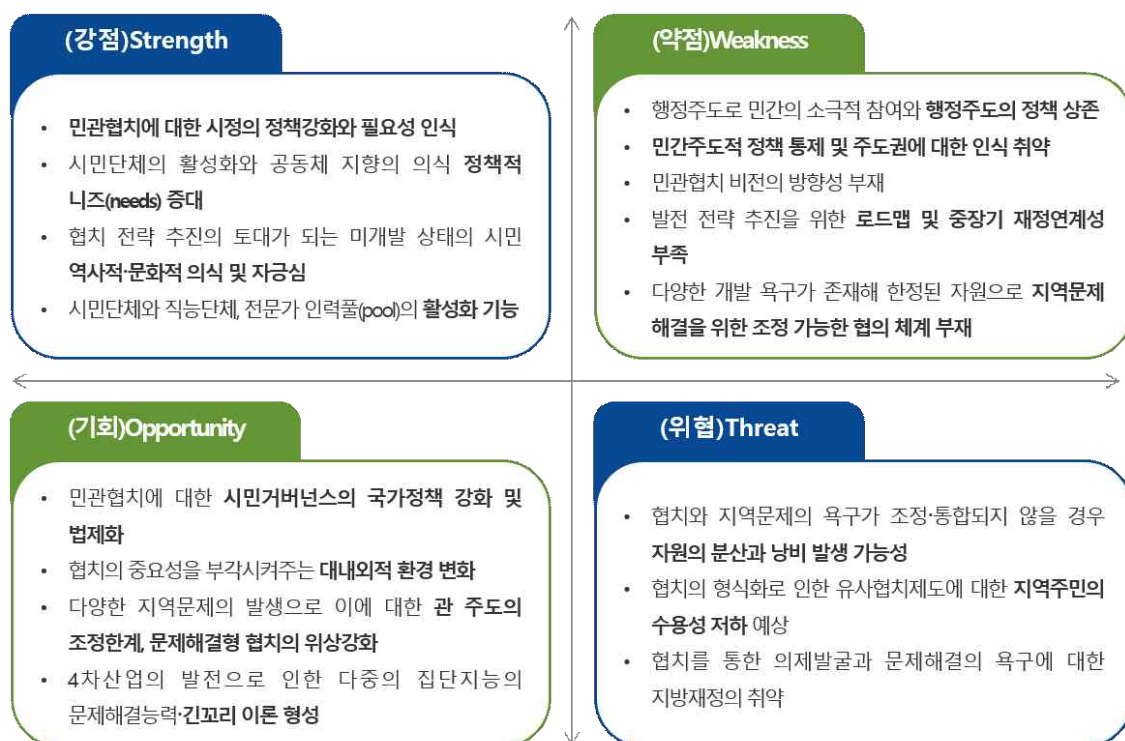 (강점)Strength
• 민관협치에 대한 시정의 정책강화와 필요성 인식
• 시민단체의 활성화와 공동체 지향의 의식 정책적
니즈(needs) 증대
• 협치 전략 추진의 토대가 되는 미개발 상태의 시민
역사적·문화적 의식 및 자긍심
• 시민단체와 직능단체, 전문가 인력풀(pool)의 활성화 기능
(약점)Weakness
• 행정주도로 민간의 소극적 참여와 행정주도의 정책 상존
• 민간주도적 정책 통제 및 주도권에 대한 인식 취약
• 민관협치 비전의 방향성 부재
• 발전 전략 추진을 위한 로드맵 및 중장기 재정연계성
부족
• 다양한 개발 욕구가 존재해 한정된 자원으로 지역문제
해결을 위한 조정 가능한 협의 체계 부재
(기회)Opportunity
• 민관협치에 대한 시민거버넌스의 국가정책 강화 및
법제화
• 협치의 중요성을 부각시켜주는 대내외적 환경 변화
• 다양한 지역문제의 발생으로 이에 대한 관 주도의
조정한계, 문제해결형 협치의 위상강화
• 4차산업의 발전으로 인한 다중의 집단지능의
문제해결능력·긴꼬리 이론 형성
(위협)Threat
• 협치와 지역문제의 욕구가 조정·통합되지 않을 경우
자원의 분산과 낭비 발생 가능성
• 협치의 형식화로 인한 유사협치제도에 대한 지역주민의
수용성 저하 예상
• 협치를 통한 의제발굴과 문제해결의 욕구에 대한
지방재정의 취약